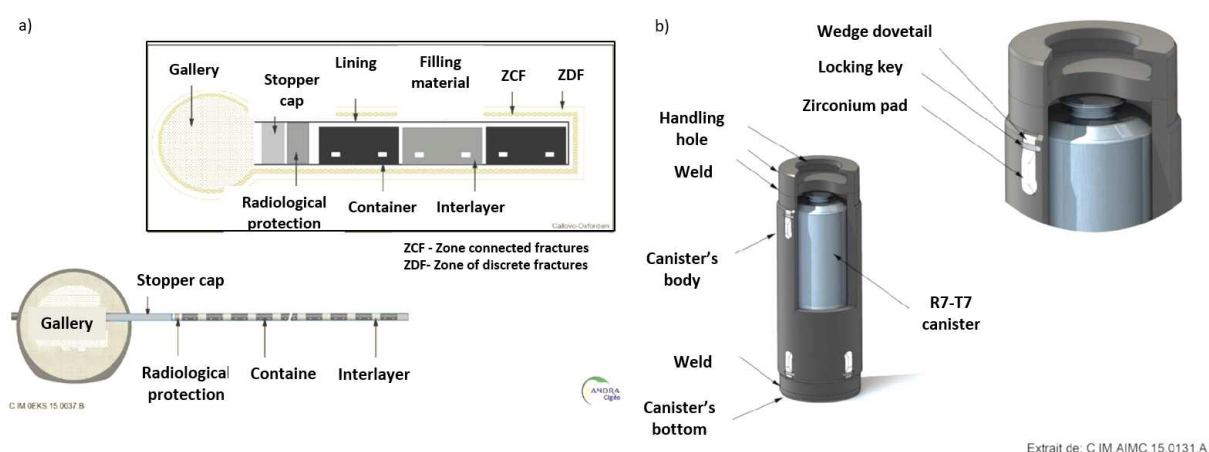 a)
Gallery
Stopper
cap
Lining
Filling
material
ZCF
ZDF
Radiological
protection
Container
Interlayer
Callovo-Oxfordien
ZCF - Zone connected fractures
ZDF- Zone of discrete fractures
Stopper cap
Gallery
Radiological
protection
Containe
Interlayer
C IM 0EKS 15 0037 B
ANDRA
Cigéo
b)
Wedge dovetail
Locking key
Zirconium pad
Handling
hole
Weld
Canister's
body
R7-T7
canister
Weld
Canister's
bottom
Extrait de: C.IM.AIMC.15.0131.A